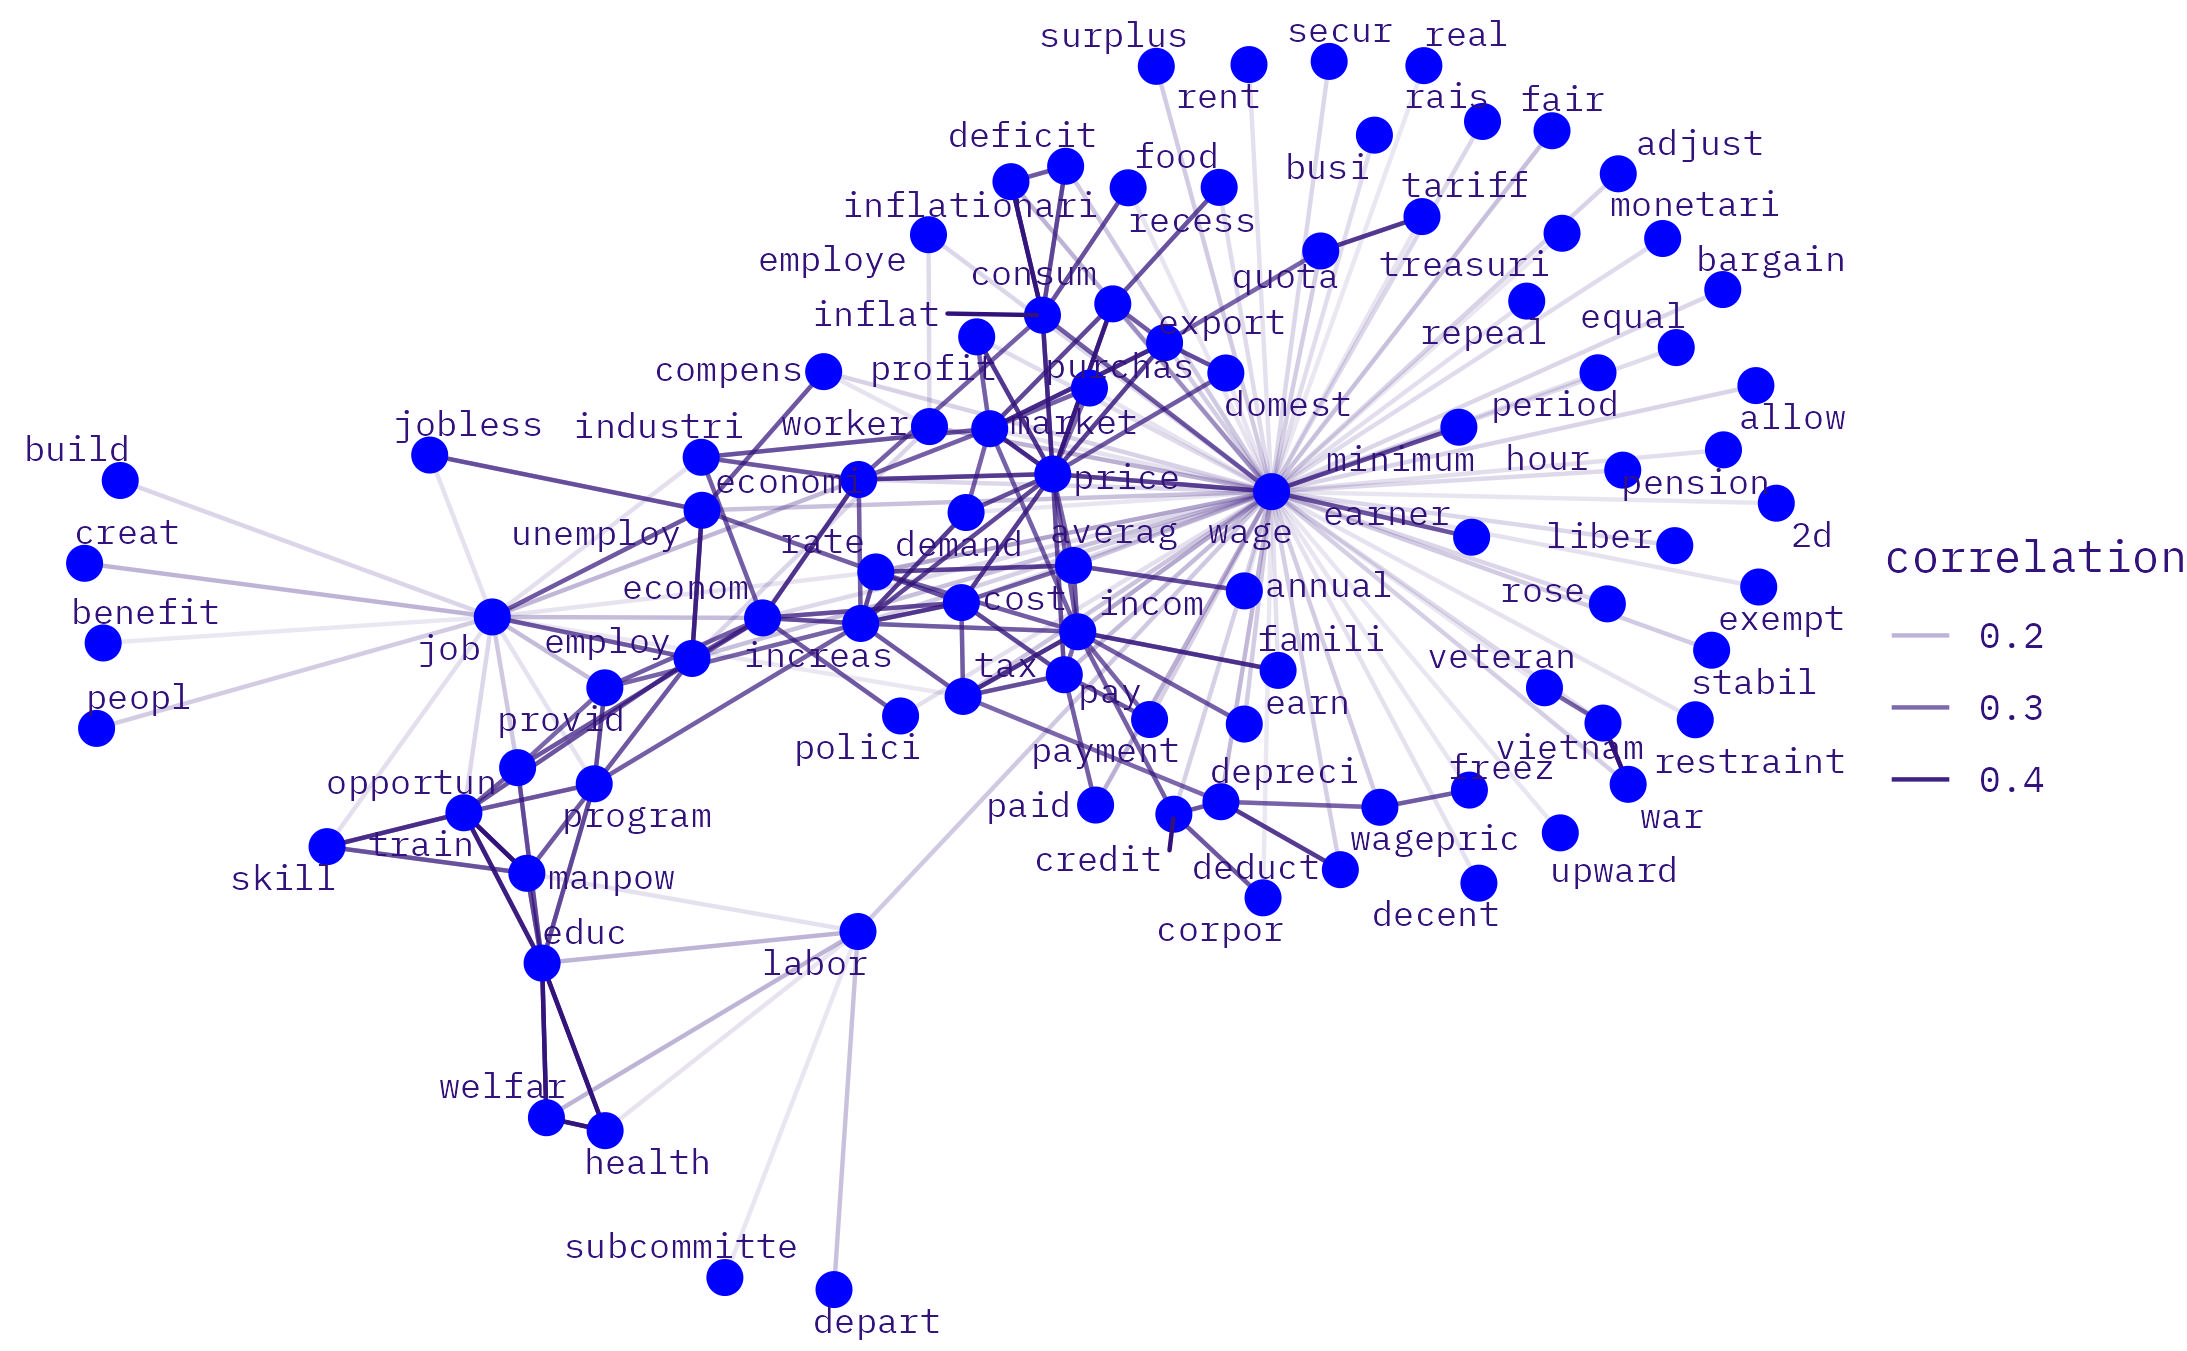 surplus
secur
real
rent
rais
fair
deficit
food
busi
adjust
inflationari
recess
tariff
monetari
employe
consum
quota
treasuri
bargain
inflat
export
repeal
equal
compens
profit
purchas
domest
period
allow
build
jobless
industri
worker
market
minimum
hour
pension
economi
price
creat
unemploy
rate
demand
averag
wage
earner
liber
2d
correlation
benefit
econom
cost
incom
annual
rose
exempt
0.2
job
employ
increas
tax
famili
veteran
stabil
peopl
provid
pay
earn
0.3
polici
payment
vietnam
restraint
opportun
program
paid
depreci
freez
war
0.4
skill
train
manpow
credit
deduct
wagepric
upward
educ
labor
corpor
decent
welfar
health
subcommitte
depart